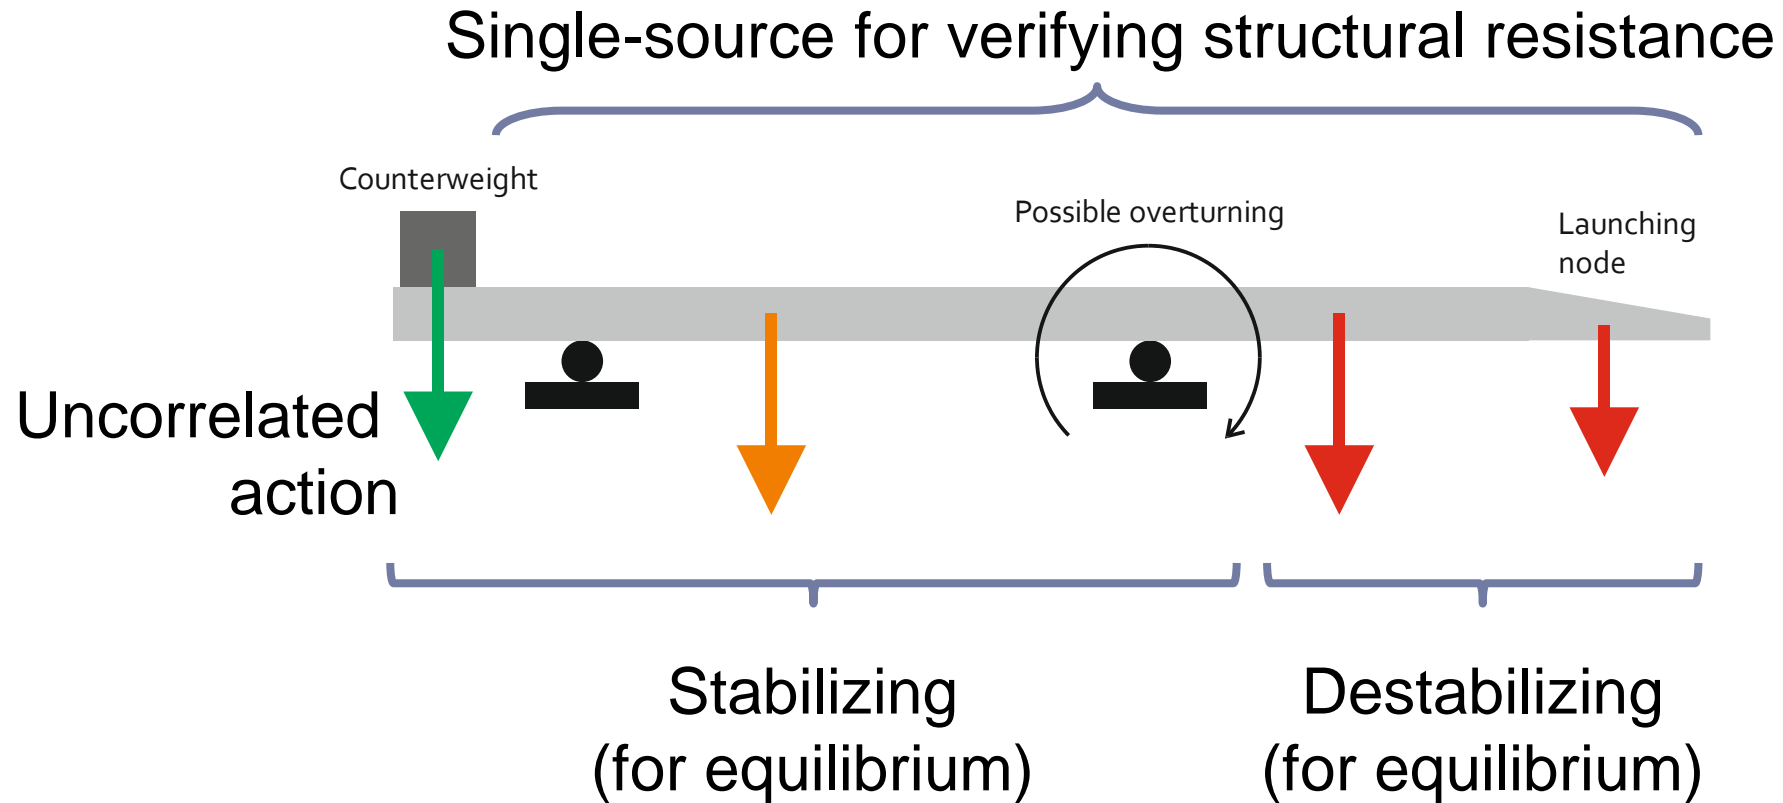 Single-source for verifying structural resistance
Counterweight
Possible overturning
Launching
node
Uncorrelated
action
Stabilizing
(for equilibrium)
Destabilizing
(for equilibrium)